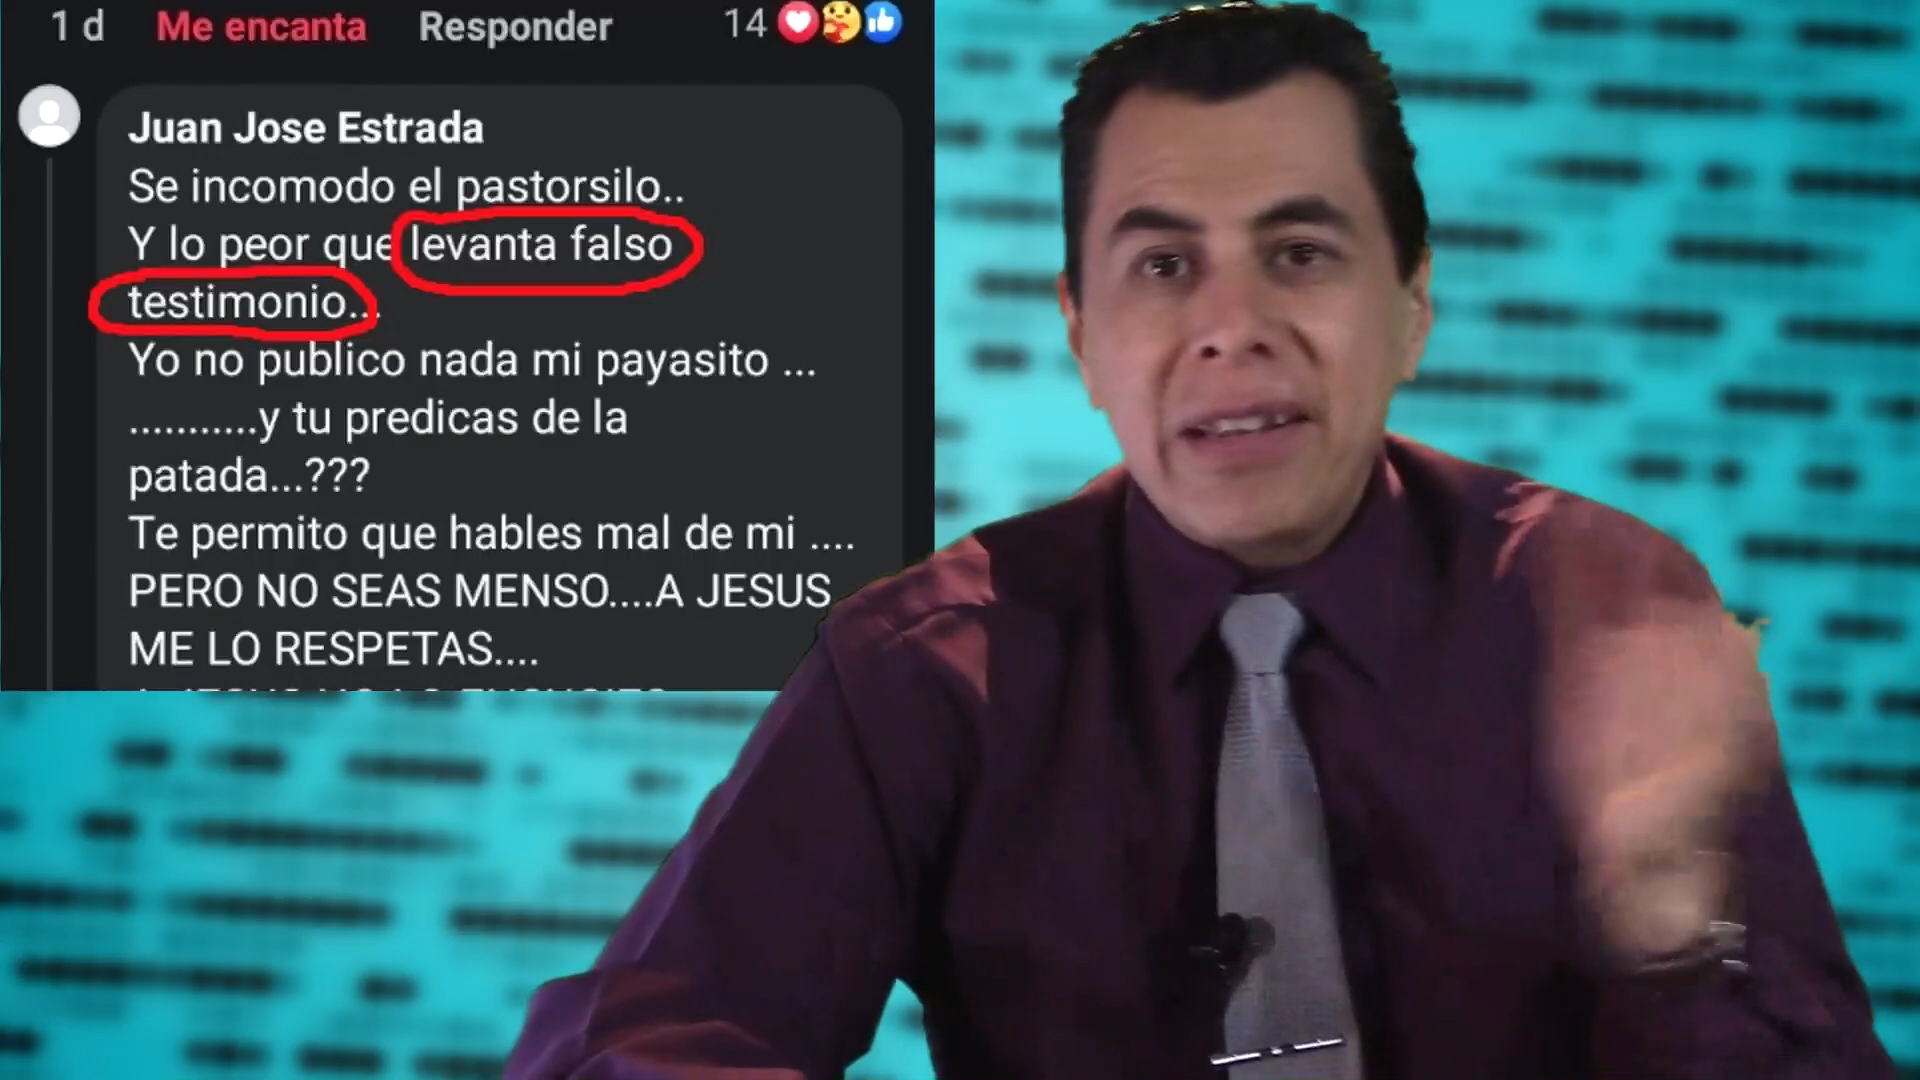 1 d Me encanta Responder 14
Juan Jose Estrada
Se incomodo el pastorsilo..
Y lo peor que levanta falso
testimonio...
Yo no publico nada mi payasito ...
...........y tu predicas de la
patada...???
Te permito que hables mal de mi ....
PERO NO SEAS MENSO....A JESUS
ME LO RESPETAS....